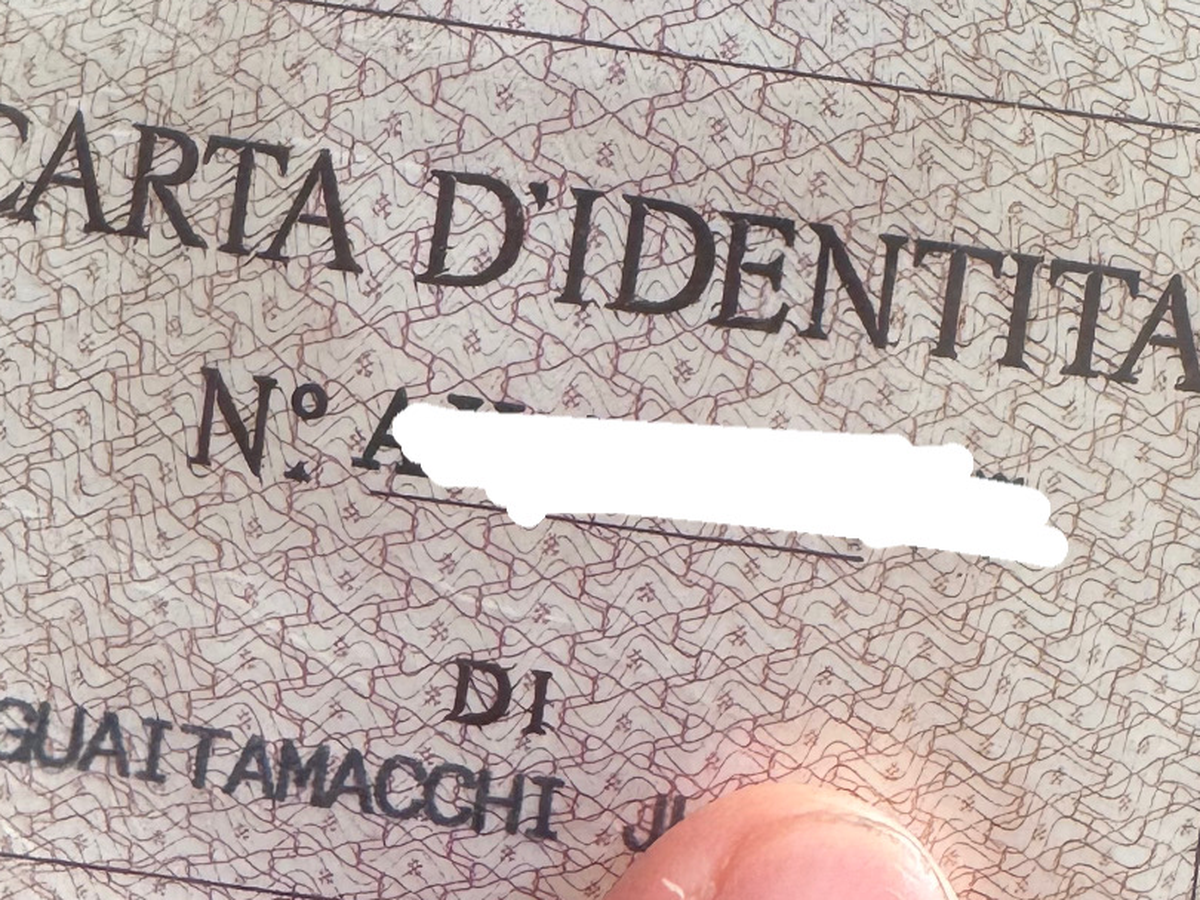 CARTA D'IDENTITA
N.º A
DI
GUAITAMACCHI